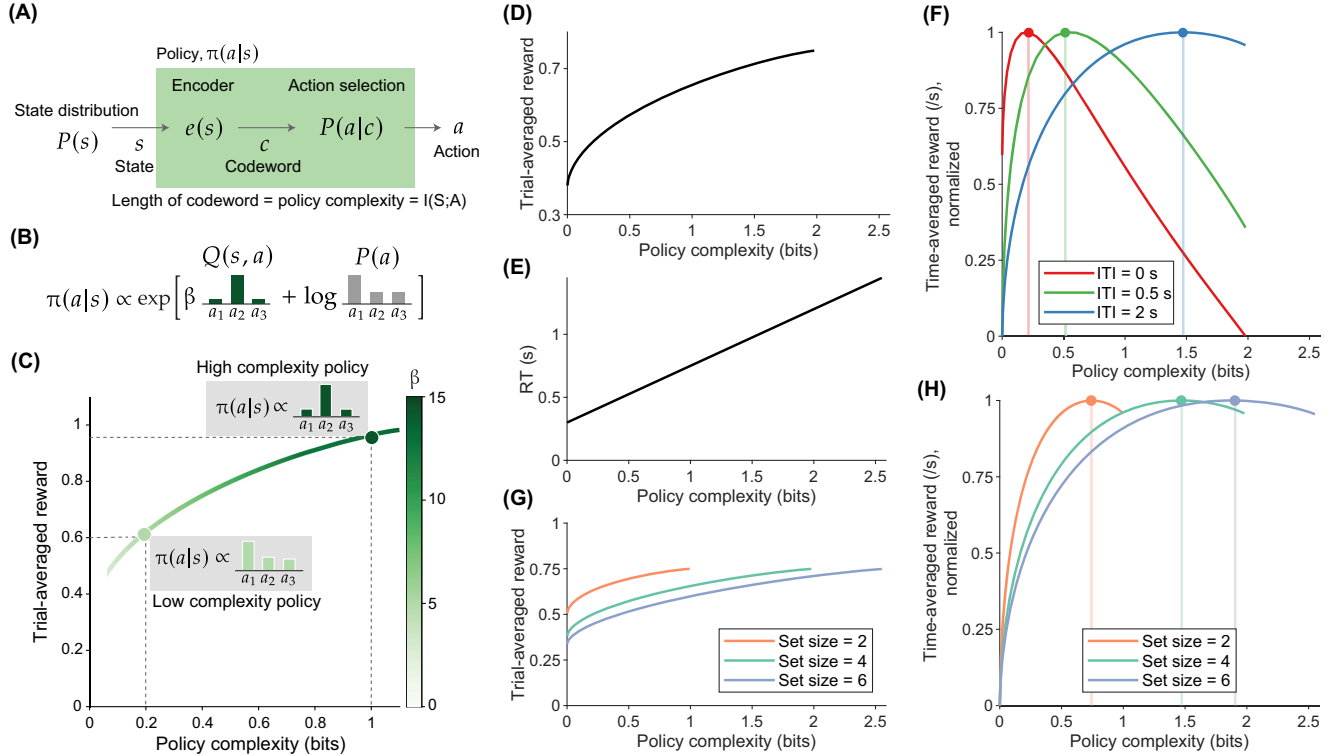 (A)
Policy, π(a|s)
Encoder
Action selection
State distribution
P(s)
s
e(s)
c
P(a|c)
a
State
Codeword
Action
Length of codeword = policy complexity = I(S;A)
(B)
Q(s, a)
P(a)
π(a|s) ∝ exp[β
+ log
]
a1 a2 a3
a1 a2 a3
(C)
High complexity policy
π(a|s) ∝
a1 a2 a3
β
15
10
5
0
Trial-averaged reward
1
0.8
0.6
0.4
0.2
0
π(a|s) ∝
a1 a2 a3
Low complexity policy
0
0.2
0.4
0.6
0.8
1
Policy complexity (bits)
(D)
Trial-averaged reward
0.7
0.5
0.3
0
0.5
1
1.5
2
Policy complexity (bits)
(E)
RT (s)
1
0
0
0.5
1
1.5
2
2.5
Policy complexity (bits)
(G)
Trial-averaged reward
1
0.75
0.5
0.25
0
Set size = 2
Set size = 4
Set size = 6
0
0.5
1
1.5
2
2.5
Policy complexity (bits)
(F)
Time-averaged reward (/s),
normalized
1
0.75
0.5
0.25
0
ITI = 0 s
ITI = 0.5 s
ITI = 2 s
0
0.5
1
1.5
2
2.5
Policy complexity (bits)
(H)
Time-averaged reward (/s),
normalized
1
0.75
0.5
0.25
0
Set size = 2
Set size = 4
Set size = 6
0
0.5
1
1.5
2
2.5
Policy complexity (bits)